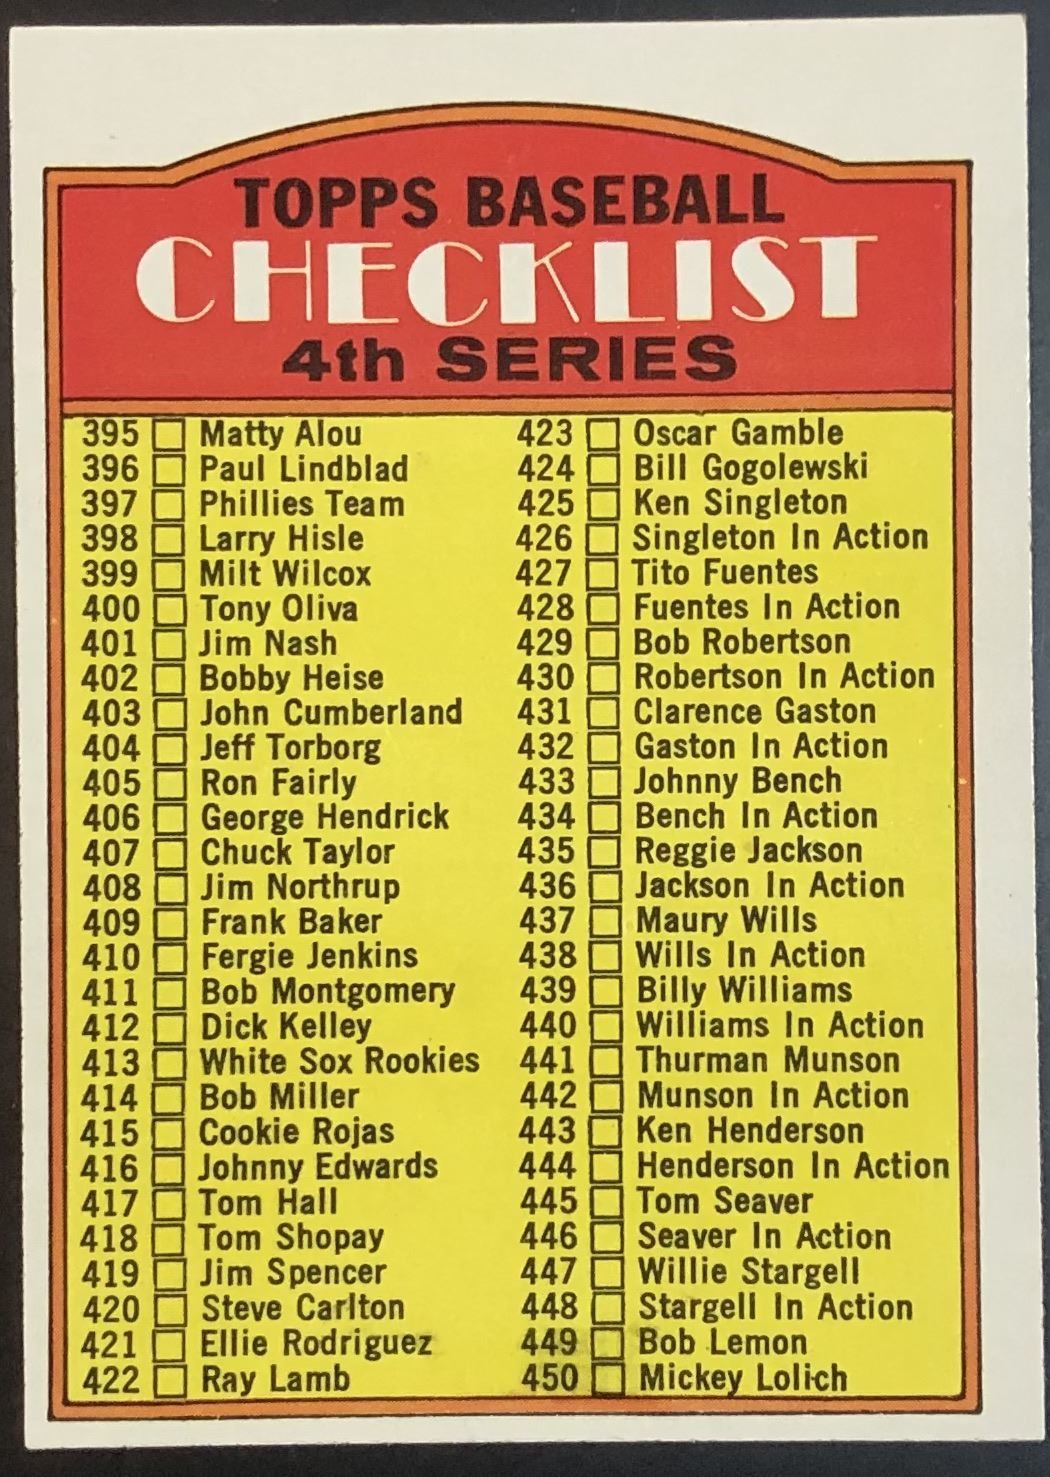 TOPPS BASEBALL
CHECKLIST
4th SERIES
395 Matty Alou
396 Paul Lindblad
397 Phillies Team
398 Larry Hisle
399 Milt Wilcox
400 Tony Oliva
401 Jim Nash
402 Bobby Heise
403 John Cumberland
404 Jeff Torborg
405 Ron Fairly
406 George Hendrick
407 Chuck Taylor
408 Jim Northrup
409 Frank Baker
410 Fergie Jenkins
411 Bob Montgomery
412 Dick Kelley
413 White Sox Rookies
414 Bob Miller
415 Cookie Rojas
416 Johnny Edwards
417 Tom Hall
418 Tom Shopay
419 Jim Spencer
420 Steve Carlton
421 Ellie Rodriguez
422 Ray Lamb
423 Oscar Gamble
424 Bill Gogolewski
425 Ken Singleton
426 Singleton In Action
427 Tito Fuentes
428 Fuentes In Action
429 Bob Robertson
430 Robertson In Action
431 Clarence Gaston
432 Gaston In Action
433 Johnny Bench
434 Bench In Action
435 Reggie Jackson
436 Jackson In Action
437 Maury Wills
438 Wills In Action
439 Billy Williams
440 Williams In Action
441 Thurman Munson
442 Munson In Action
443 Ken Henderson
444 Henderson In Action
445 Tom Seaver
446 Seaver In Action
447 Willie Stargell
448 Stargell In Action
449 Bob Lemon
450 Mickey Lolich